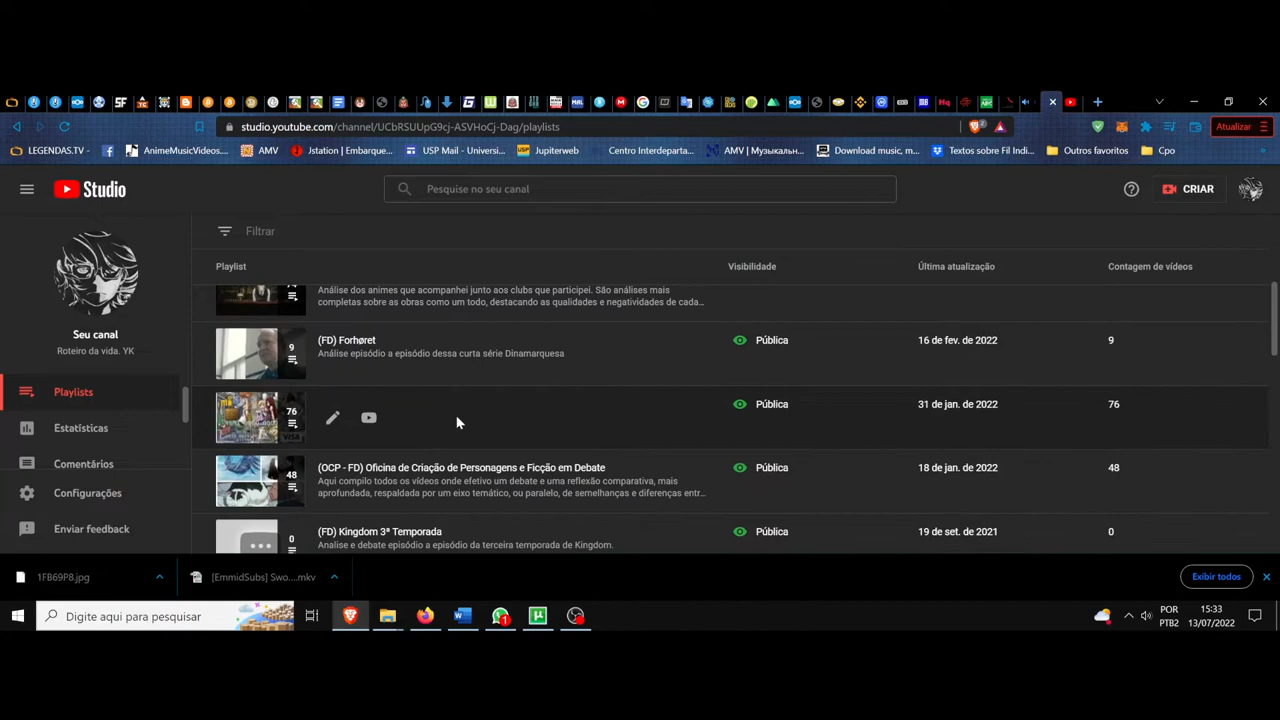 studio.youtube.com/channel/UCbRSUUpG9cj-ASVHoCj-Dag/playlists
2
Atualizar
LEGENDAS.TV
AnimeMusicVideos...
AMV
Jstation | Embarque...
USP Mail - Universi...
Jupiterweb
Centro Interdeparta...
AMV | Музыкальн...
Download music, m...
Textos sobre Fil Indi...
Outros favoritos
Cpo
Studio
Pesquise no seu canal
CRIAR
Filtrar
Playlist
Visibilidade
Última atualização
Contagem de vídeos
Análise dos animes que acompanhei junto aos clubs que participei. São análises mais
completas sobre as obras como um todo, destacando as qualidades e negatividades de cada...
Seu canal
Roteiro da vida. YK
Playlists
Estatísticas
Comentários
Configurações
Enviar feedback
9
(FD) Forhøret
Análise episódio a episódio dessa curta série Dinamarquesa
Pública
16 de fev. de 2022
9
76
VISA
Pública
31 de jan. de 2022
76
48
(OCP - FD) Oficina de Criação de Personagens e Ficção em Debate
Aqui compilo todos os vídeos onde efetivo um debate e uma reflexão comparativa, mais
aprofundada, respaldada por um eixo temático, ou paralelo, de semelhanças e diferenças entr...
Pública
18 de jan. de 2022
48
0
(FD) Kingdom 3ª Temporada
Analise e debate episódio a episódio da terceira temporada de Kingdom.
Pública
19 de set. de 2021
0
1FB69P8.jpg
[EmmidSubs] Swo....mkv
Exibir todos
Digite aqui para pesquisar
1
POR
PTB2
15:33
13/07/2022